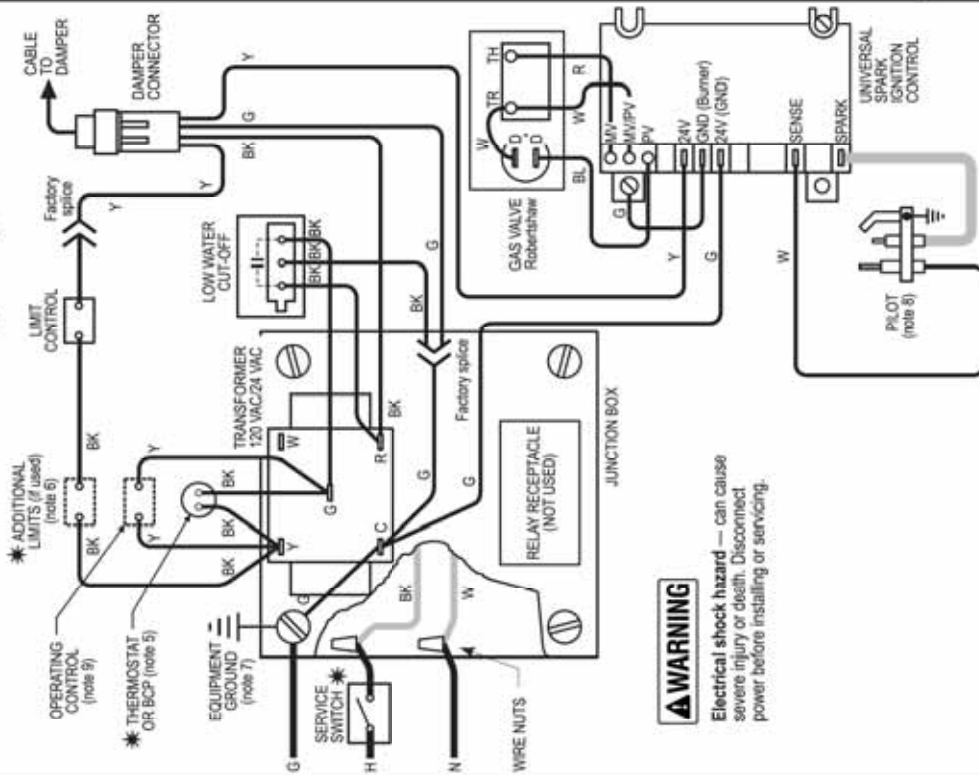 CABLE
TO
DAMPER
DAMPER
CONNECTOR
Y
G
BK
Y
Factory
splice
Y
LIMIT
CONTROL
BK
✷ ADDITIONAL
LIMITS (if used)
(note 6)
BK
OPERATING
CONTROL
(note 9)
Y
Y
✷ THERMOSTAT
OR BCP (note 5)
BK
BK
BK
LOW WATER
CUT-OFF
BK
BK
BK
BK
G
TRANSFORMER
120 VAC/24 VAC
W
R
BK
G
Y
C
G
EQUIPMENT
GROUND
(note 7)
G
SERVICE
SWITCH ✷
H
N
WIRE NUTS
BK
W
G
G
Factory splice
RELAY RECEPTACLE
(NOT USED)
JUNCTION BOX
GAS VALVE
Robertshaw
TH
TR
W
D
D
R
W
BL
G
MV
MV/PV
PV
24V
GND (Burner)
24V (GND)
SENSE
SPARK
Y
G
W
UNIVERSAL
SPARK
IGNITION
CONTROL
PILOT
(note 8)
WARNING
Electrical shock hazard — can cause
severe injury or death. Disconnect
power before installing or servicing.